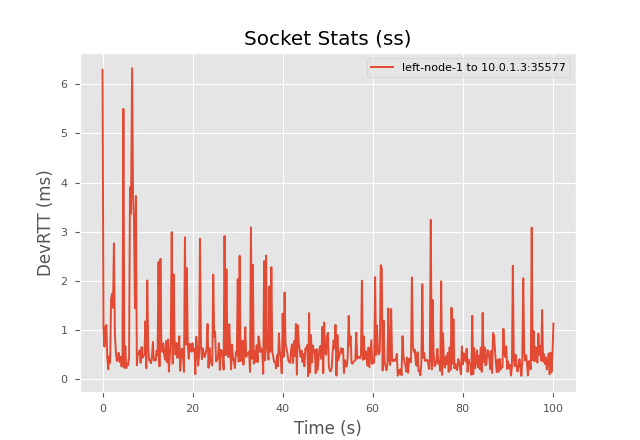 Socket Stats (ss)
left-node-1 to 10.0.1.3:35577
DevRTT (ms)
6
5
4
3
2
1
0
0 20 40 60 80 100
Time (s)